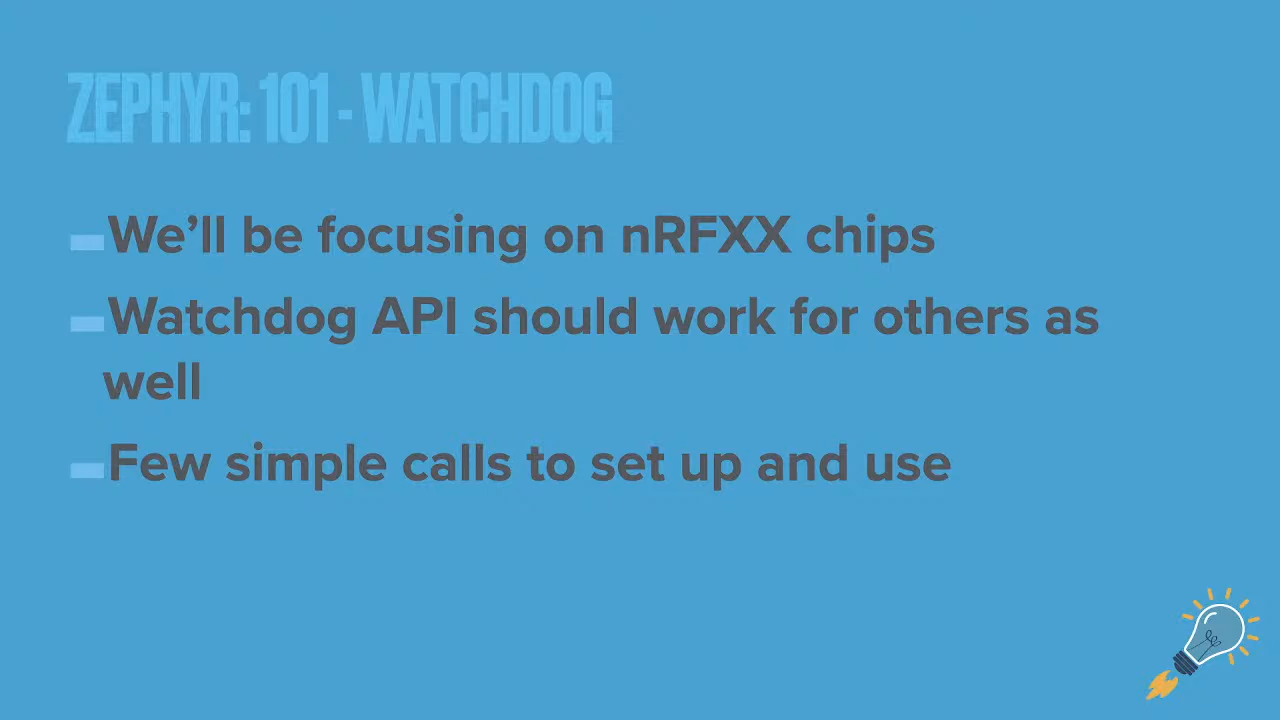 ZEPHYR: 101 - WATCHDOG
We’ll be focusing on nRFXX chips
Watchdog API should work for others as
well
Few simple calls to set up and use